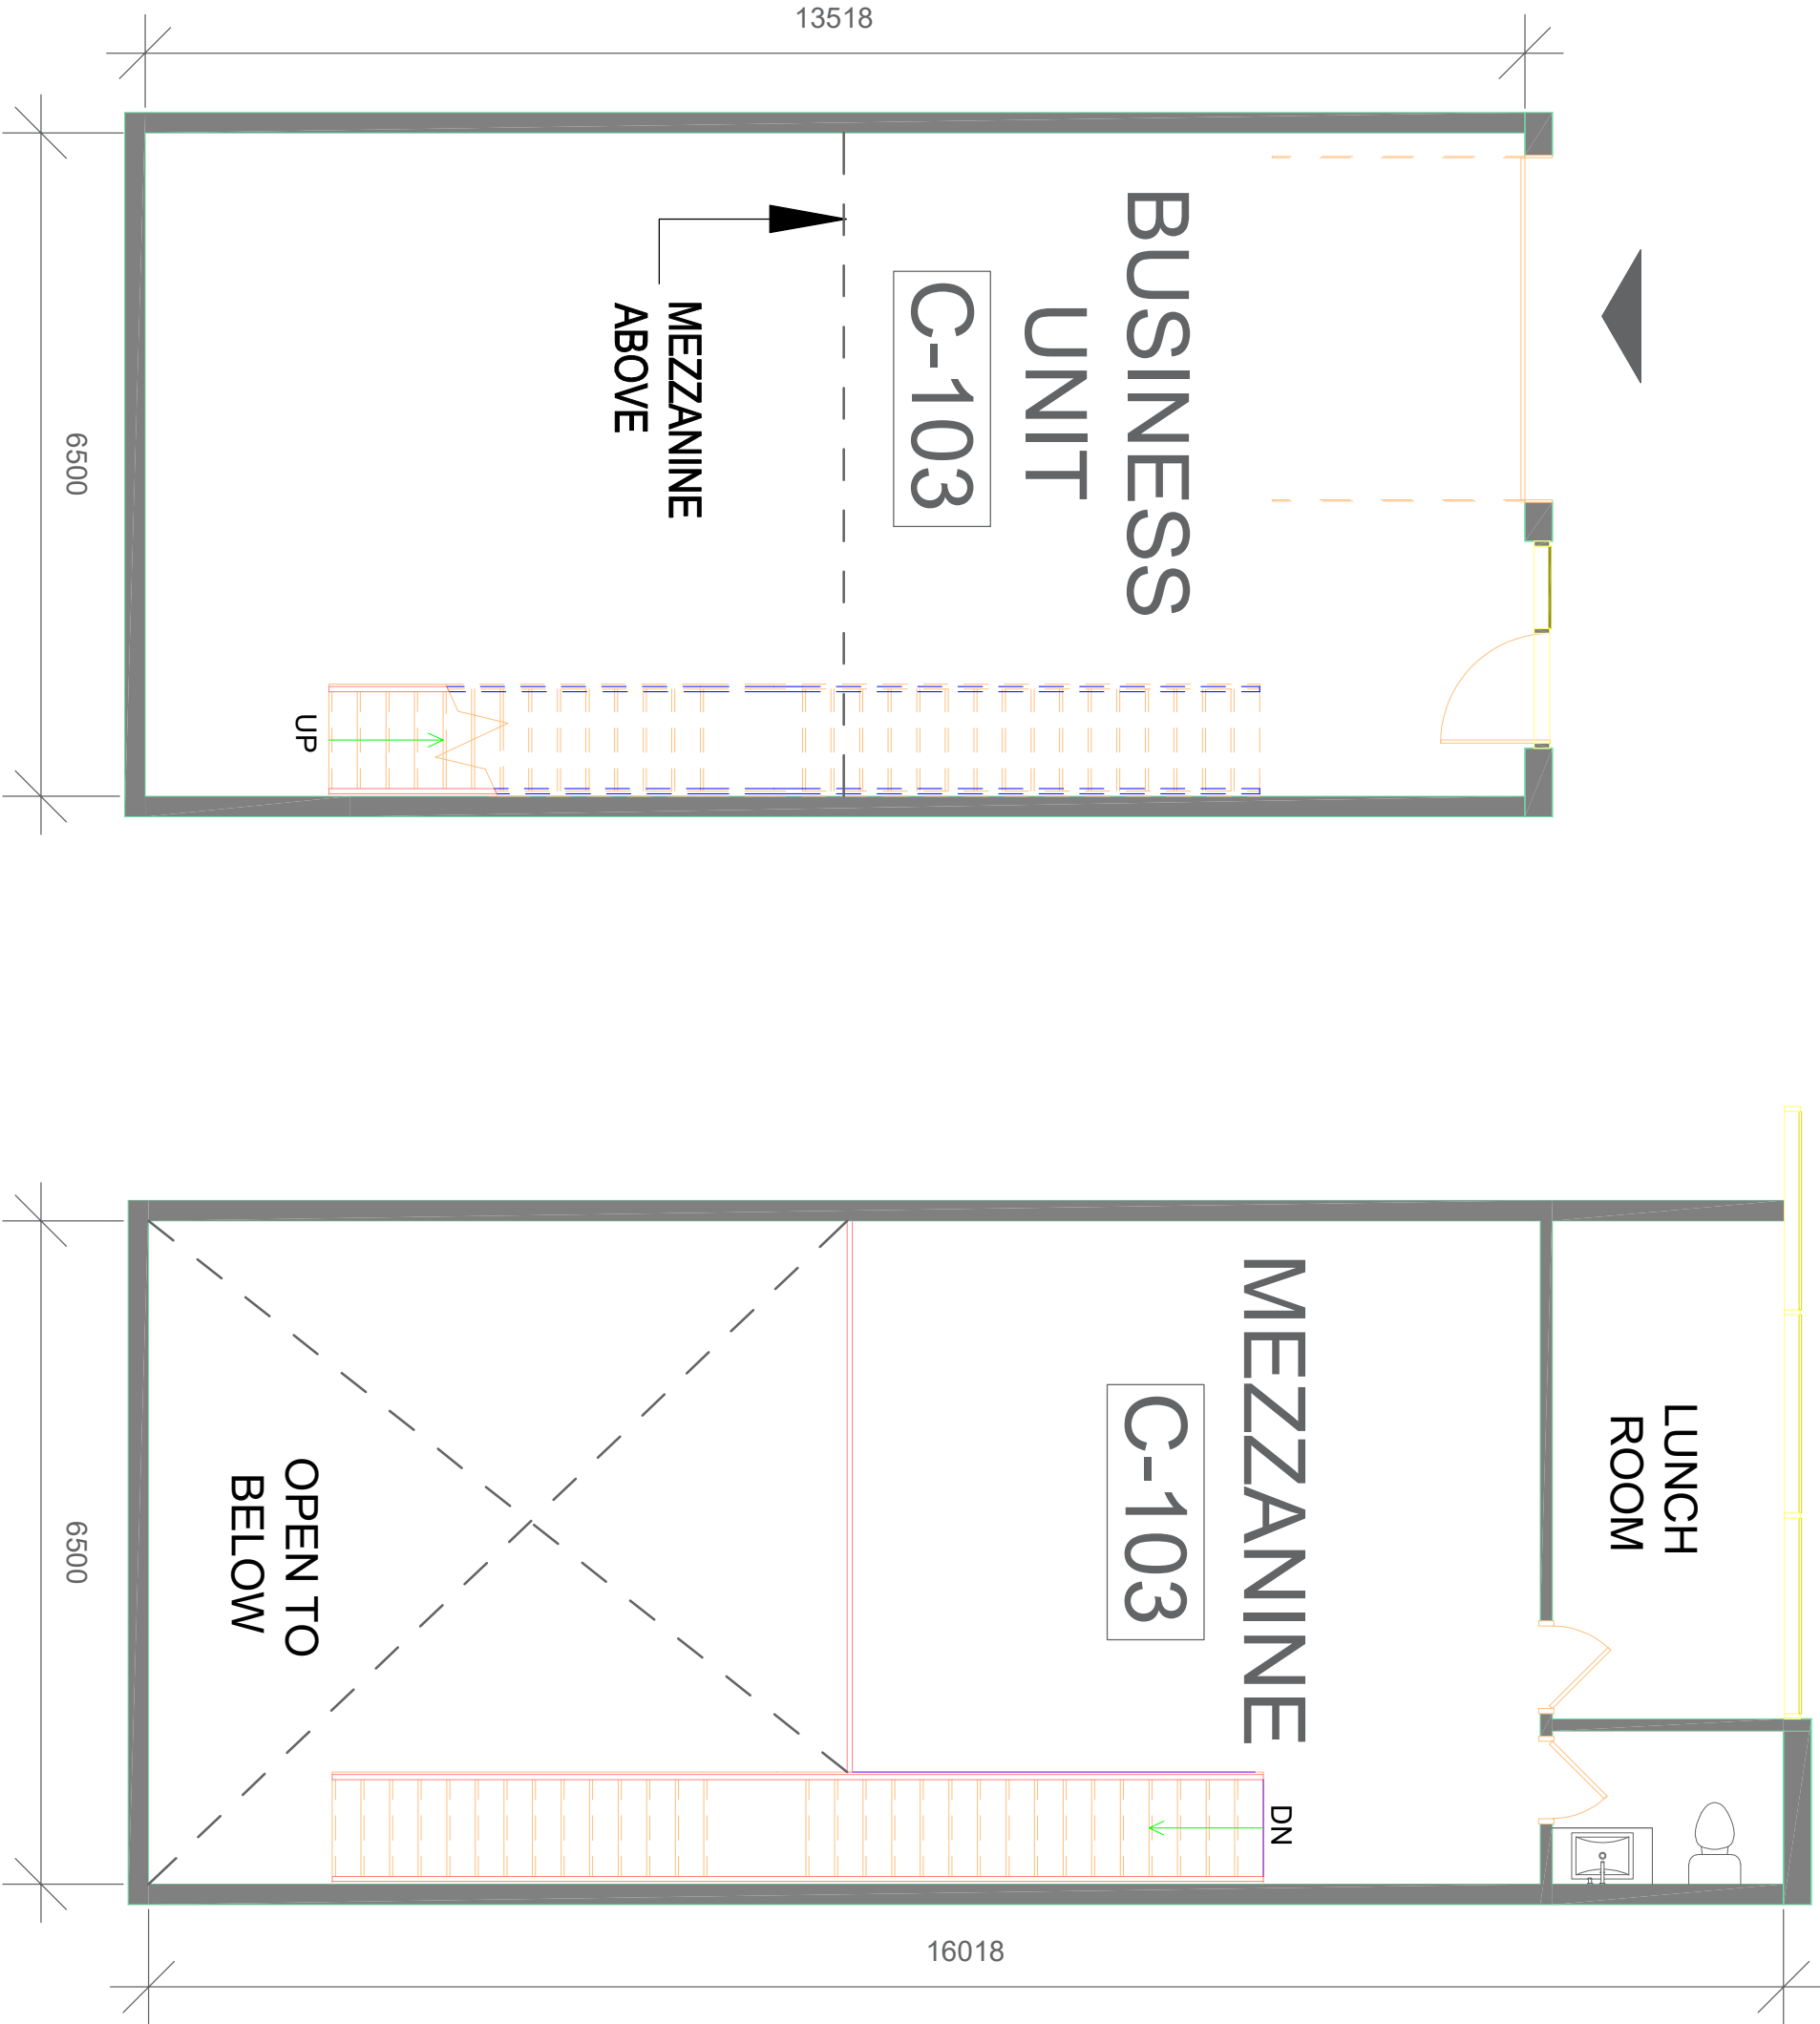 13518
6500
BUSINESS
UNIT
C-103
MEZZANINE
ABOVE
UP
MEZZANINE
C-103
LUNCH
ROOM
OPEN TO
BELOW
DN
6500
16018